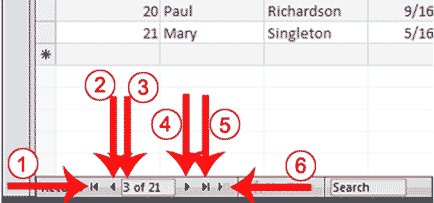 20 Paul Richardson 9/16
21 Mary Singleton 5/16
*
2 3
4 5
1 6
3 of 21 Search